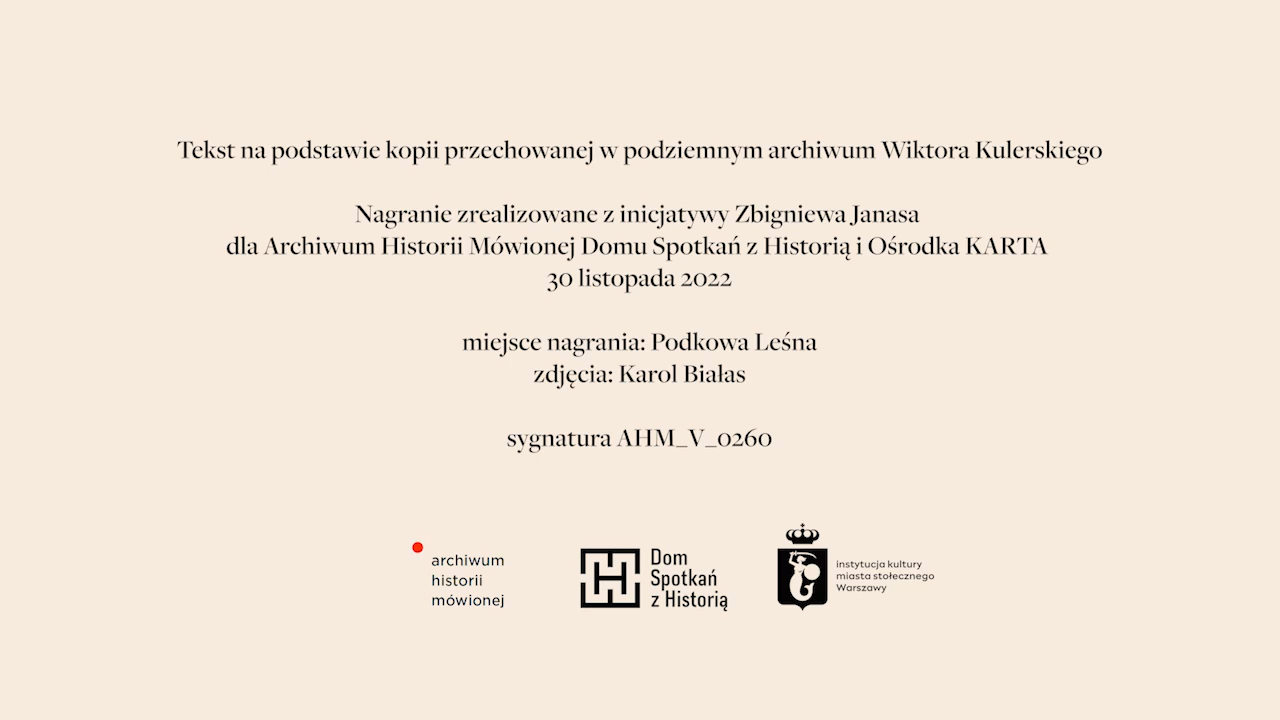 Tekst na podstawie kopii przechowanej w podziemnym archiwum Wiktora Kulerskiego
Nagranie zrealizowane z inicjatywy Zbigniewa Janasa
dla Archiwum Historii Mówionej Domu Spotkań z Historią i Ośrodka KARTA
30 listopada 2022
miejsce nagrania: Podkowa Leśna
zdjęcia: Karol Białas
sygnatura AHM_V_0260
archiwum
historii
mówionej
Dom
Spotkań
z Historią
instytucja kultury
miasta stołecznego
Warszawy